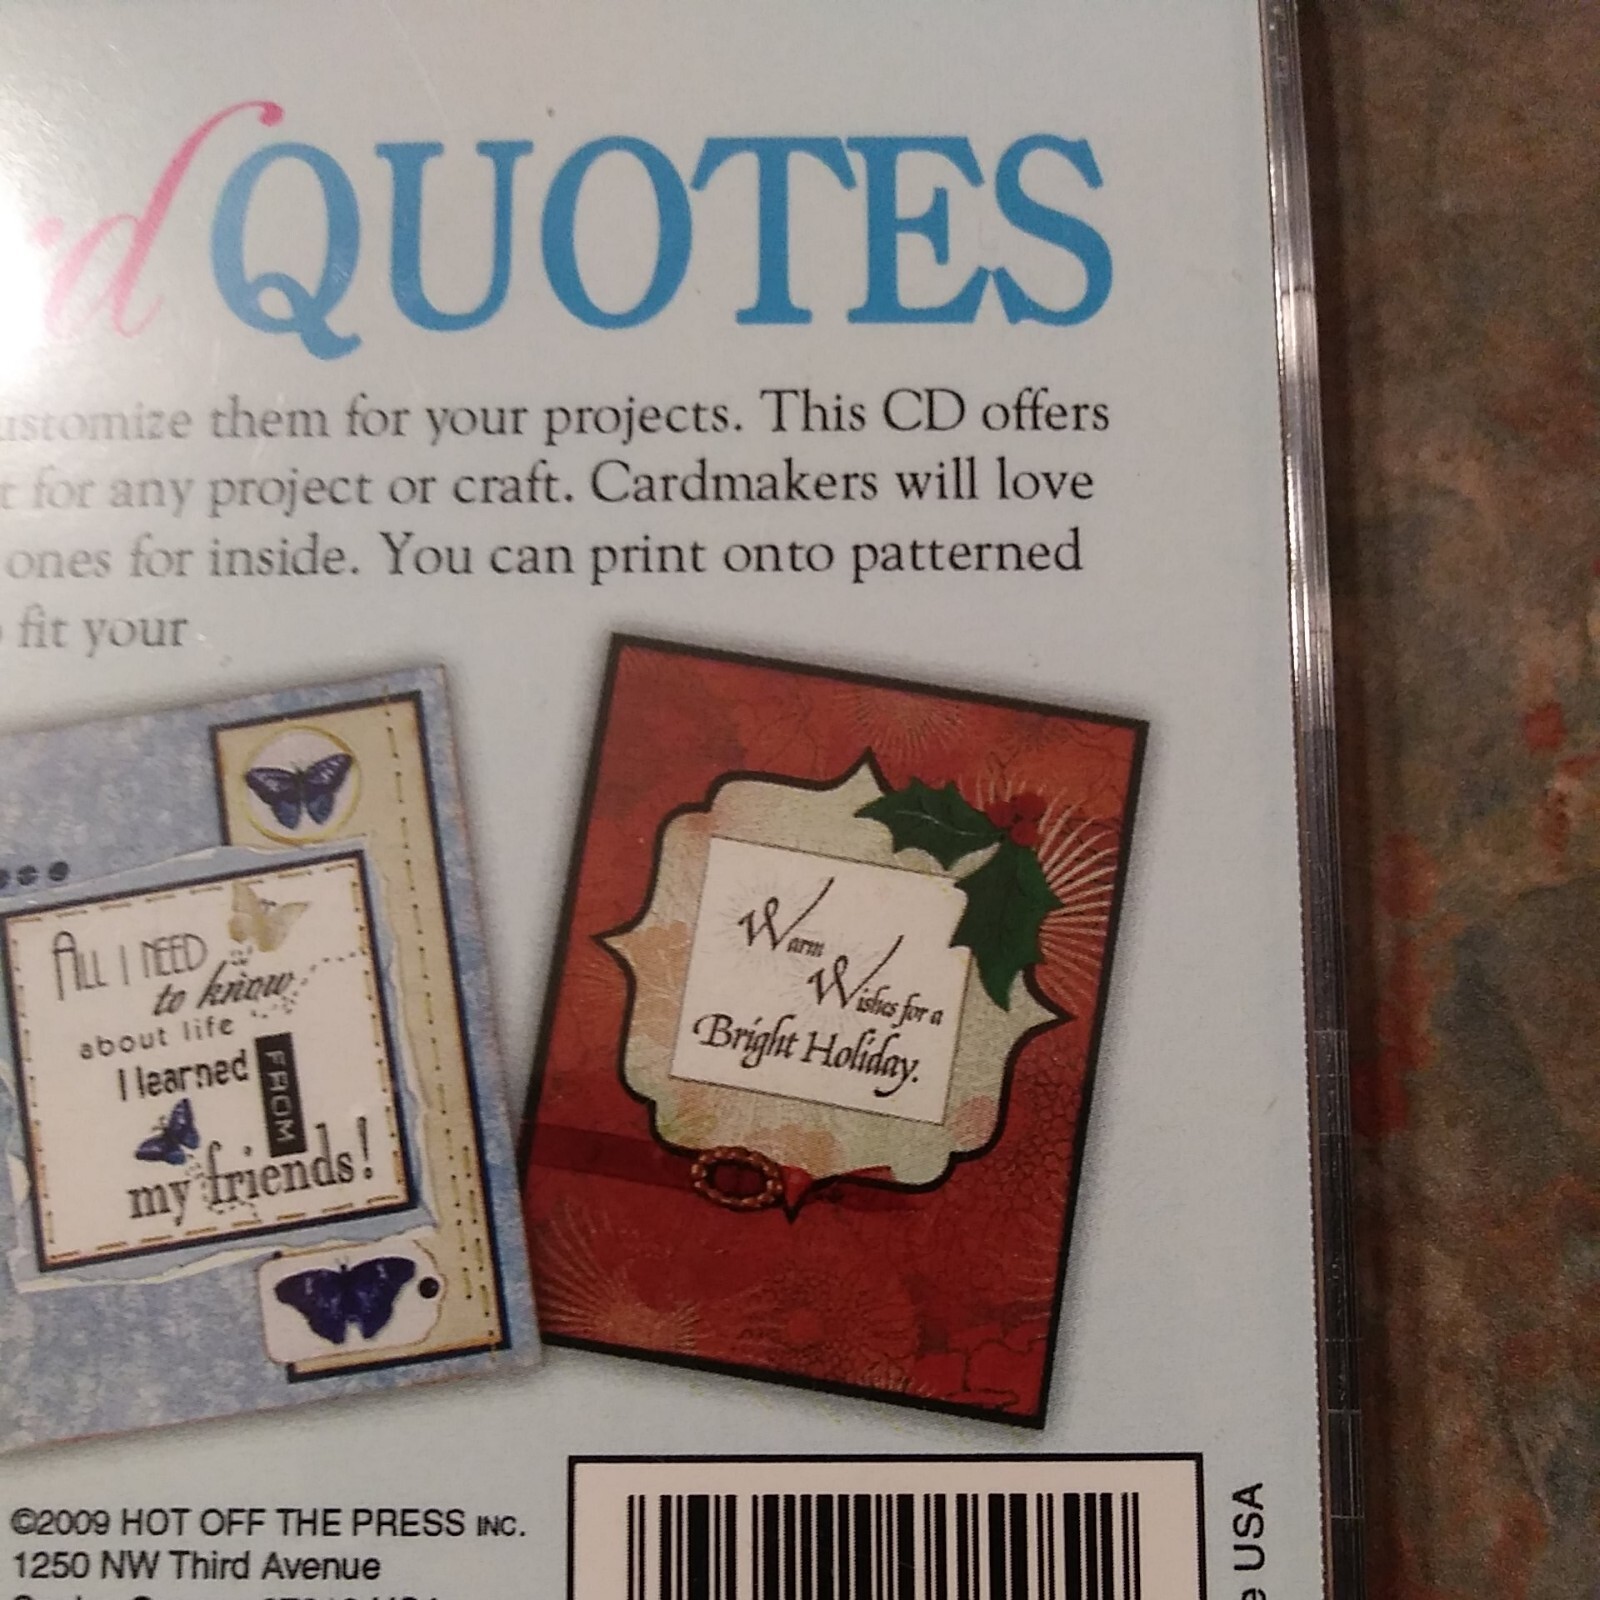 QUOTES
customize them for your projects. This CD offers
for any project or craft. Cardmakers will love
ones for inside. You can print onto patterned
fit your
ALL I NEED
to know
about life
I learned
FROM
my friends!
Warm
Wishes for a
Bright Holiday.
©2009 HOT OFF THE PRESS INC.
1250 NW Third Avenue
USA